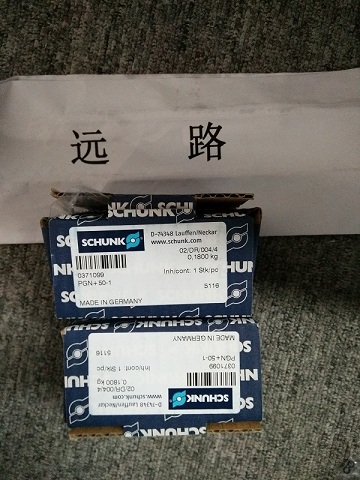 远 路
SCHUNKSCHU
SCHUNK
D-74348 Lauffen/Neckar
www.schunk.com
02/DR/004/4
0,1800 kg
0371099
PGN+50-1
Inh/cont: 1 Stk/pc
5116
MADE IN GERMANY
SCHUNK
D-74348 Lauffen/Neckar
www.schunk.com
02/DR/004/4
0,1800 kg
0371099
PGN+50-1
Inh/cont: 1 Stk/pc
5116
MADE IN GERMANY